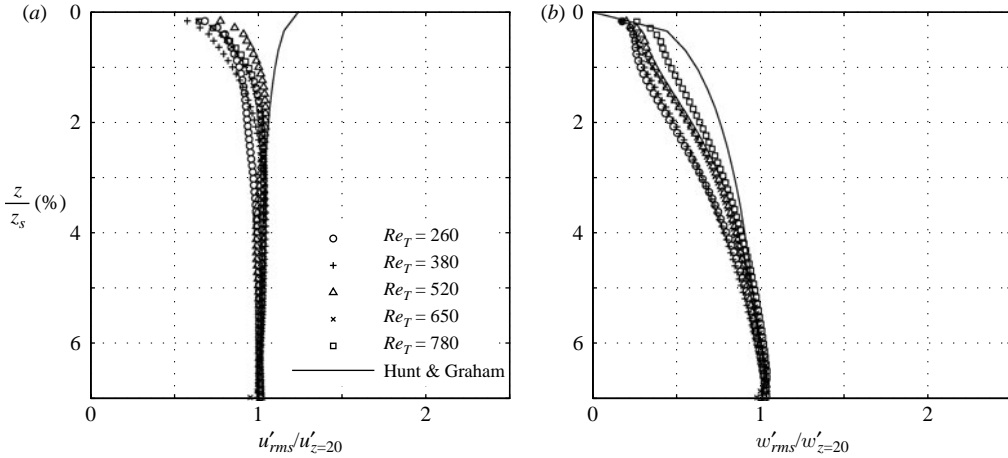 (a)
0
2
4
6
z/z_s (%)
Re_T = 260
Re_T = 380
Re_T = 520
Re_T = 650
Re_T = 780
Hunt & Graham
0 1 2
u′_rms/u′_z=20
(b)
0
2
4
6
0 1 2
w′_rms/w′_z=20